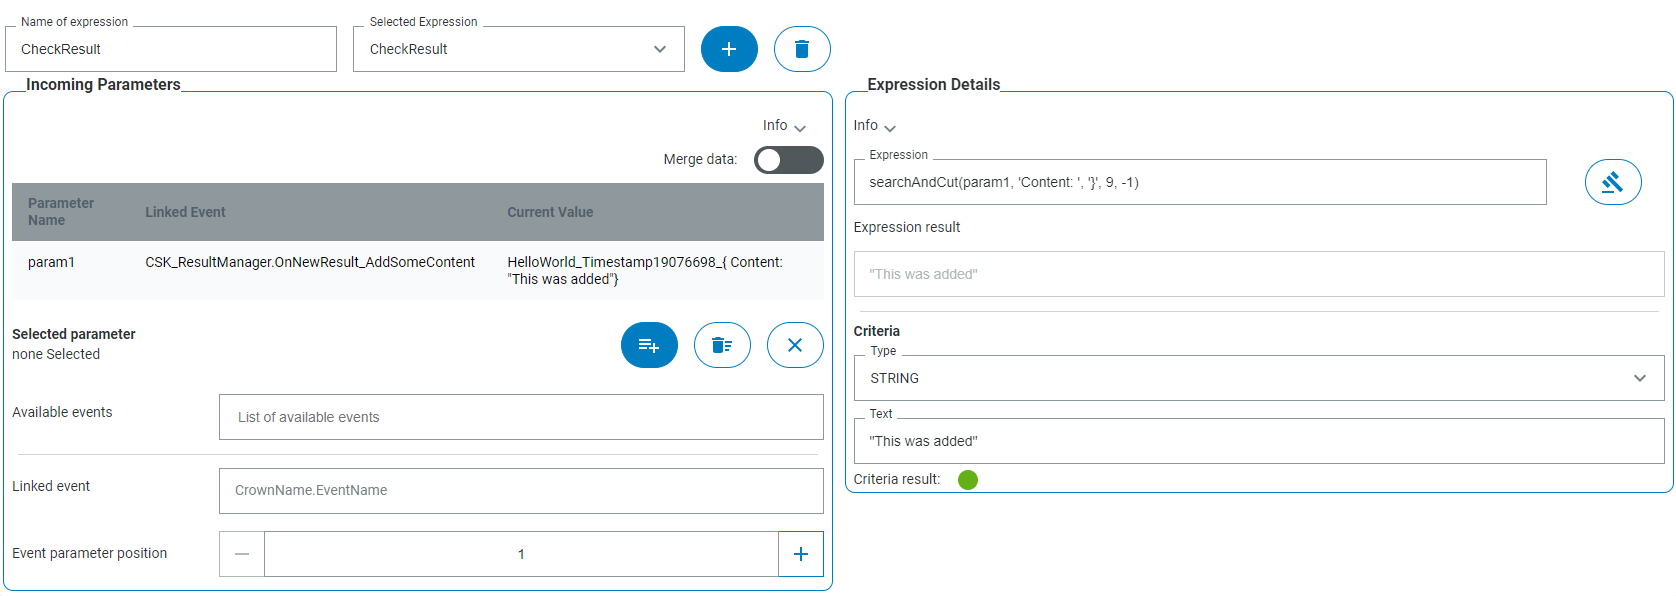 Name of expression
CheckResult
Selected Expression
CheckResult
Incoming Parameters
Info
Merge data:
Parameter
Name
Linked Event
Current Value
param1
CSK_ResultManager.OnNewResult_AddSomeContent
HelloWorld_Timestamp19076698_{ Content:
"This was added"}
Selected parameter
none Selected
Available events
List of available events
Linked event
CrownName.EventName
Event parameter position
1
Expression Details
Info
Expression
searchAndCut(param1, 'Content: ', '}', 9, -1)
Expression result
"This was added"
Criteria
Type
STRING
Text
"This was added"
Criteria result: